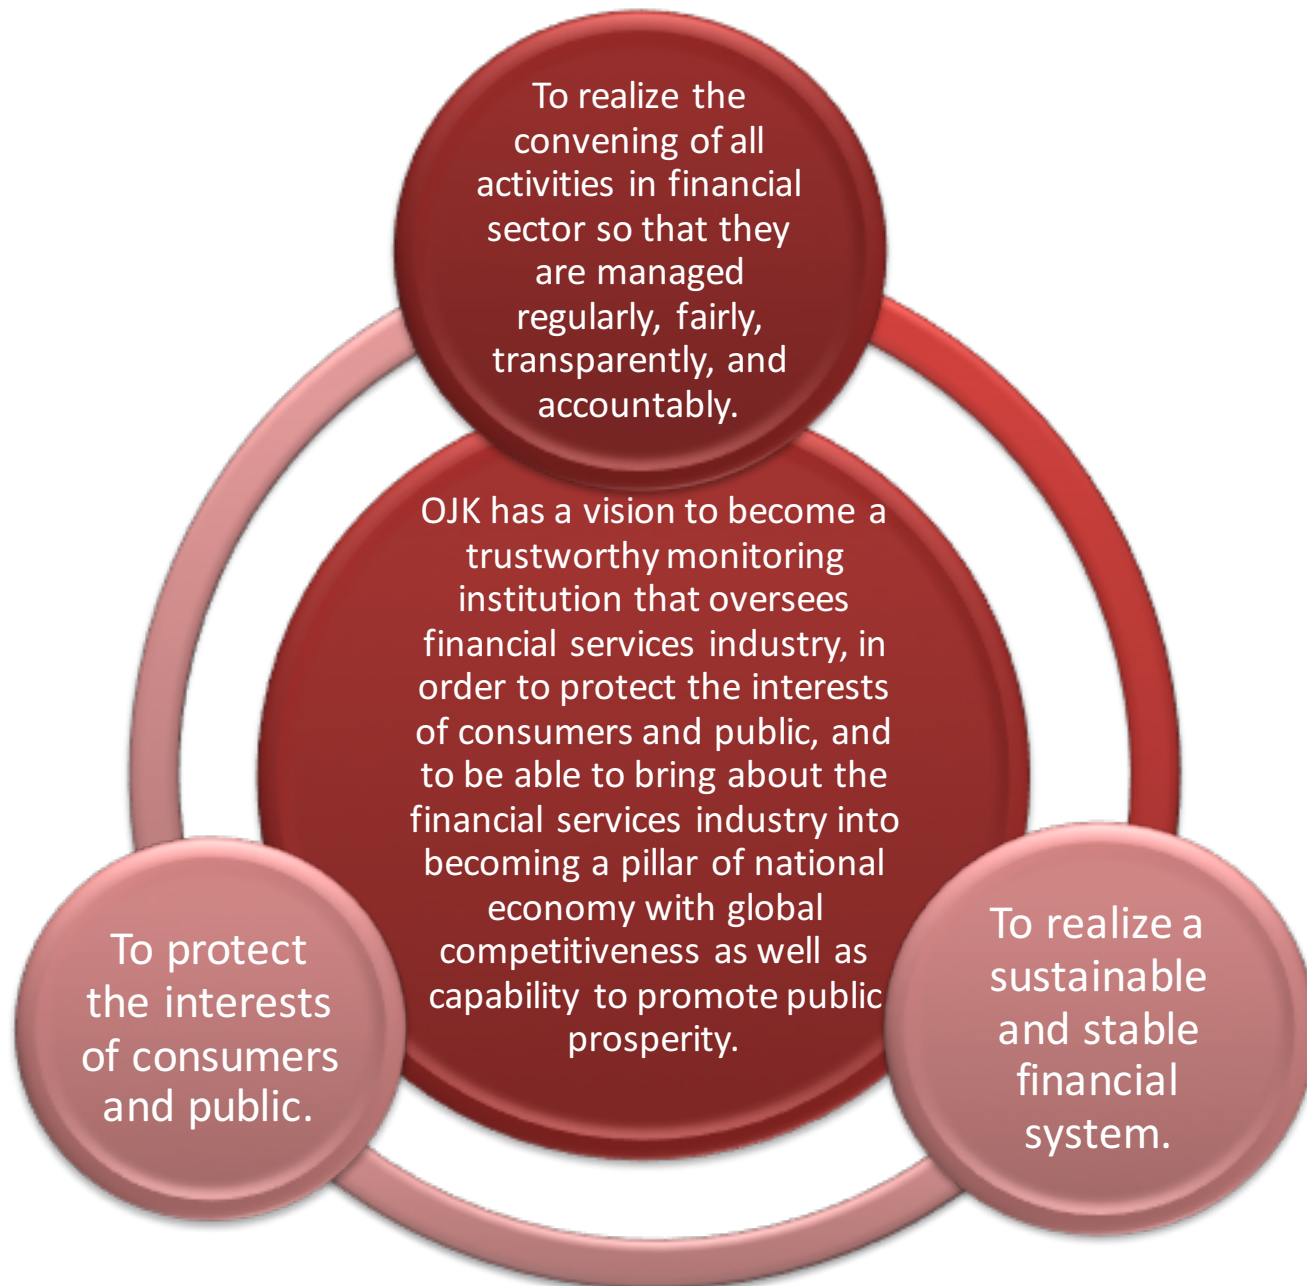 To realize the
convening of all
activities in financial
sector so that they
are managed
regularly, fairly,
transparently, and
accountably.
OJK has a vision to become a
trustworthy monitoring
institution that oversees
financial services industry, in
order to protect the interests
of consumers and public, and
to be able to bring about the
financial services industry into
becoming a pillar of national
economy with global
competitiveness as well as
capability to promote public
prosperity.
To protect
the interests
of consumers
and public.
To realize a
sustainable
and stable
financial
system.